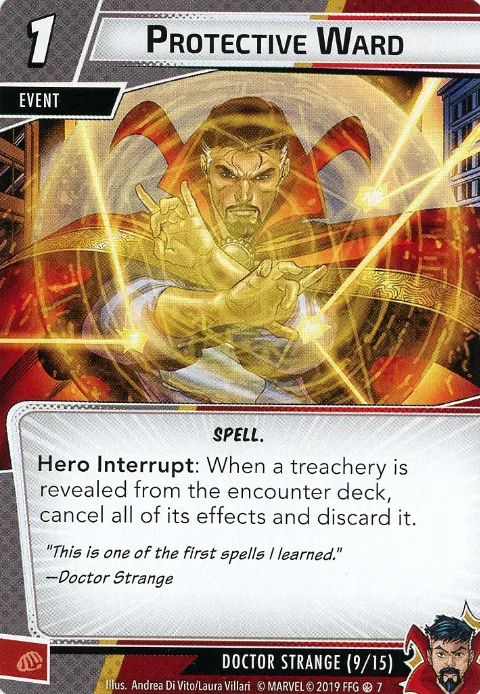 1
PROTECTIVE WARD
EVENT
SPELL.
Hero Interrupt: When a treachery is
revealed from the encounter deck,
cancel all of its effects and discard it.
"This is one of the first spells I learned."
—Doctor Strange
DOCTOR STRANGE (9/15)
Illus. Andrea Di Vito/Laura Villari © MARVEL © 2019 FFG 7